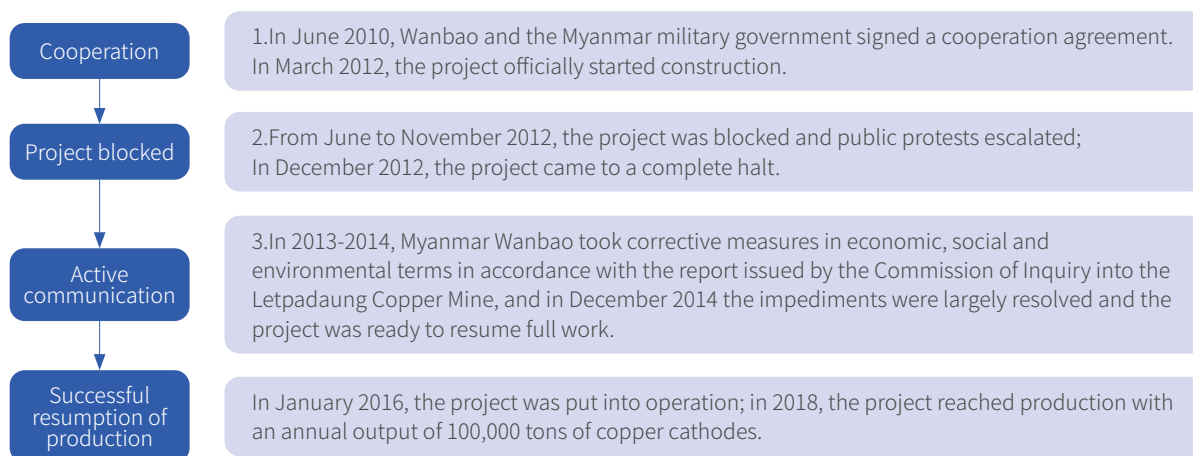 Cooperation
1.In June 2010, Wanbao and the Myanmar military government signed a cooperation agreement.
In March 2012, the project officially started construction.
Project blocked
2.From June to November 2012, the project was blocked and public protests escalated;
In December 2012, the project came to a complete halt.
Active
communication
3.In 2013-2014, Myanmar Wanbao took corrective measures in economic, social and
environmental terms in accordance with the report issued by the Commission of Inquiry into the
Letpadaung Copper Mine, and in December 2014 the impediments were largely resolved and the
project was ready to resume full work.
Successful
resumption of
production
In January 2016, the project was put into operation; in 2018, the project reached production with
an annual output of 100,000 tons of copper cathodes.